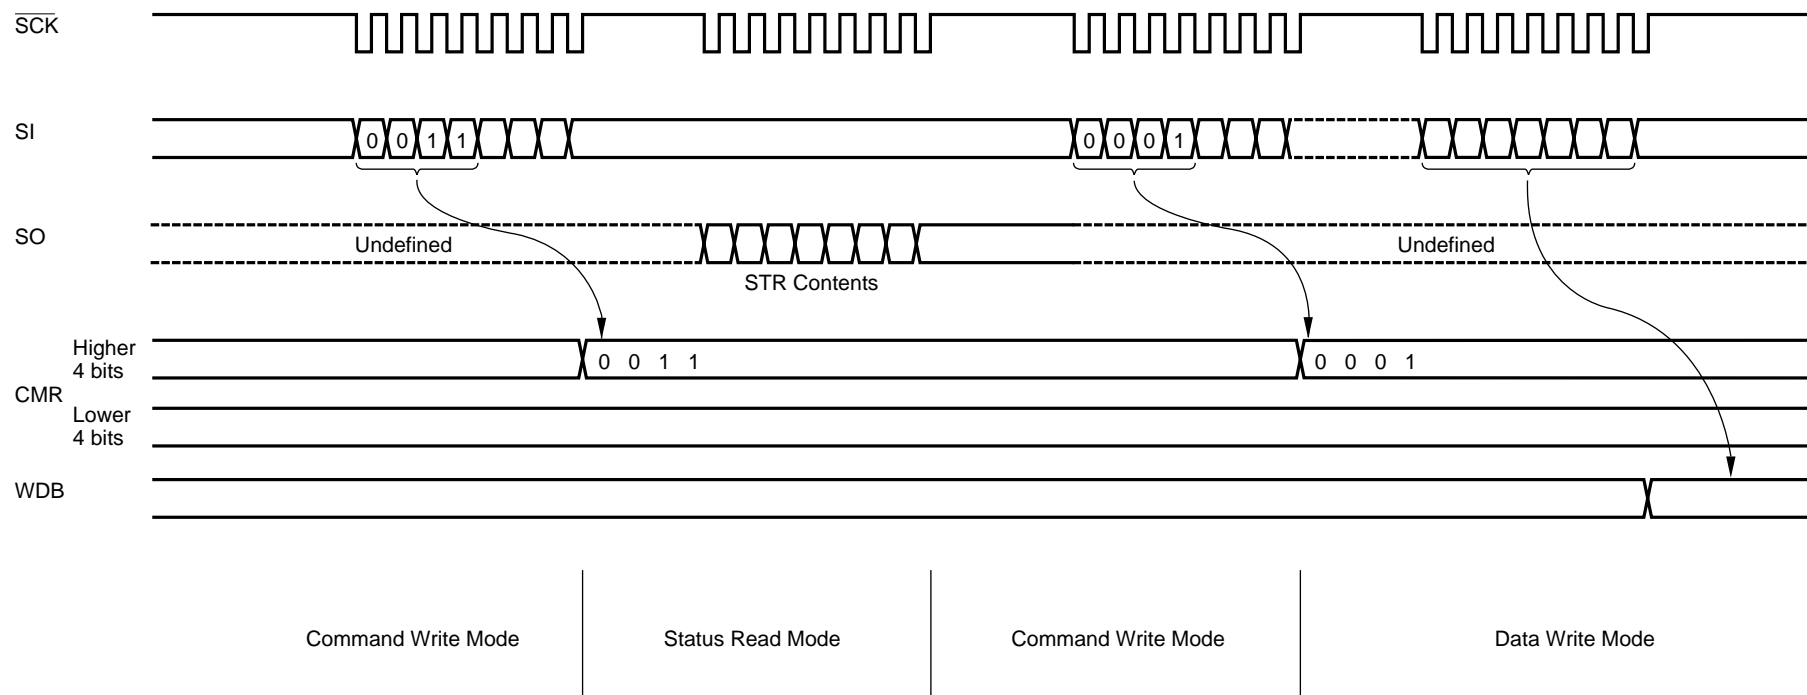 SCK
SI
0 0 1 1
0 0 0 1
SO
Undefined
Undefined
STR Contents
Higher
4 bits
0 0 1 1
0 0 0 1
CMR
Lower
4 bits
WDB
Command Write Mode
Status Read Mode
Command Write Mode
Data Write Mode